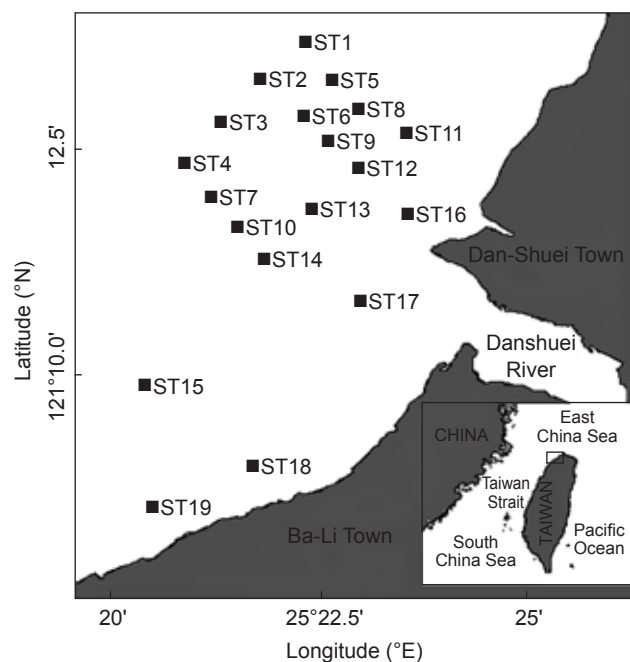 ST1
ST2
ST5
ST3
ST6
ST8
ST9
ST11
12.5'
ST4
ST12
ST7
ST13
ST16
ST10
ST14
Dan-Shuei Town
ST17
Latitude (°N)
Danshuei
River
121°10.0'
ST15
East
China Sea
CHINA
ST18
Taiwan
Strait
TAIWAN
ST19
Ba-Li Town
South
China Sea
Pacific
Ocean
20'
25°22.5'
25'
Longitude (°E)